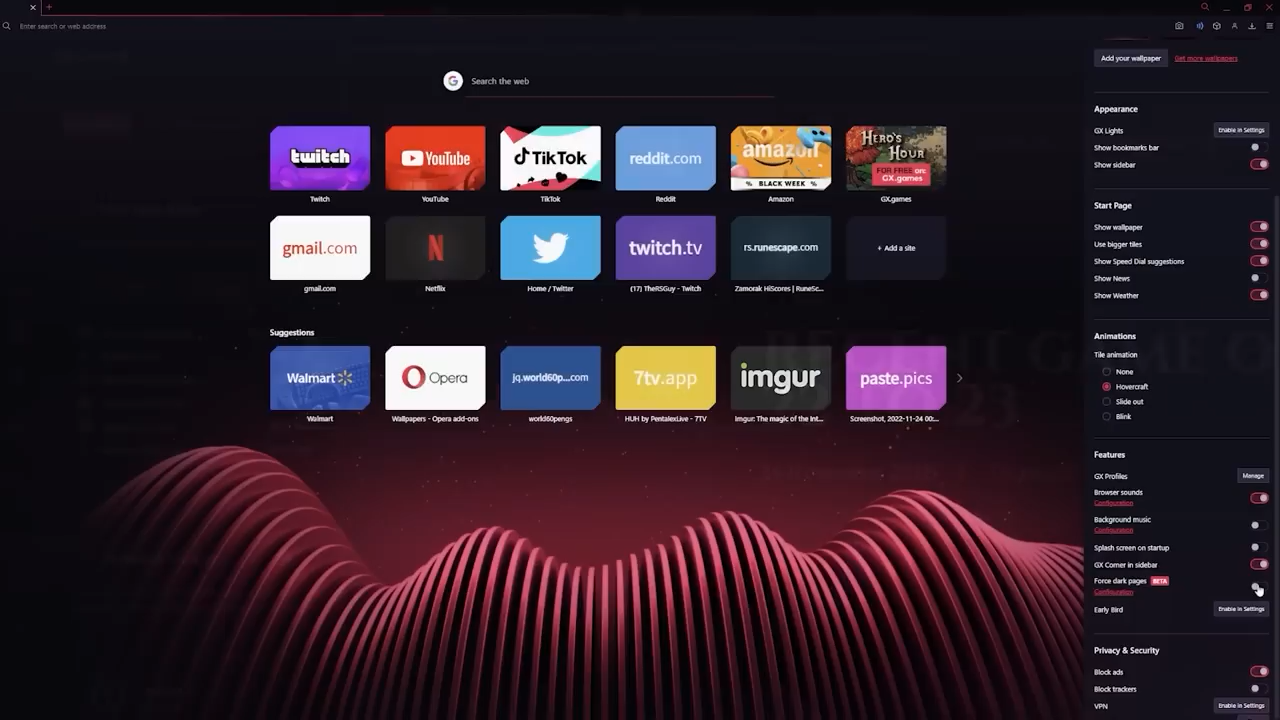 Enter search or web address
Search the web
twitch
YouTube
TikTok
reddit.com
amazon
BLACK WEEK
HERO'S HOUR
FOR FREE on: GX.games
Twitch
YouTube
TikTok
Reddit
Amazon
GX.games
gmail.com
N
twitch.tv
rs.runescape.com
+ Add a site
gmail.com
Netflix
Home / Twitter
(17) TheRSGuy - Twitch
Zamorak HiScores | RuneSc...
Suggestions
Walmart
Opera
jq.world60p...com
7tv.app
imgur
paste.pics
Walmart
Wallpapers - Opera add-ons
world60pengs
HUH by PentalexLive - 7TV
Imgur: The magic of the Int...
Screenshot, 2022-11-24 00:...
Add your wallpaper
Get more wallpapers
Appearance
GX Lights
Enable in Settings
Show bookmarks bar
Show sidebar
Start Page
Show wallpaper
Use bigger tiles
Show Speed Dial suggestions
Show News
Show Weather
Animations
Tile animation
None
Hovercraft
Slide out
Blink
Features
GX Profiles
Manage
Browser sounds
Configuration
Background music
Configuration
Splash screen on startup
GX Corner in sidebar
Force dark pages BETA
Configuration
Early Bird
Enable in Settings
Privacy & Security
Block ads
Block trackers
VPN
Enable in Settings